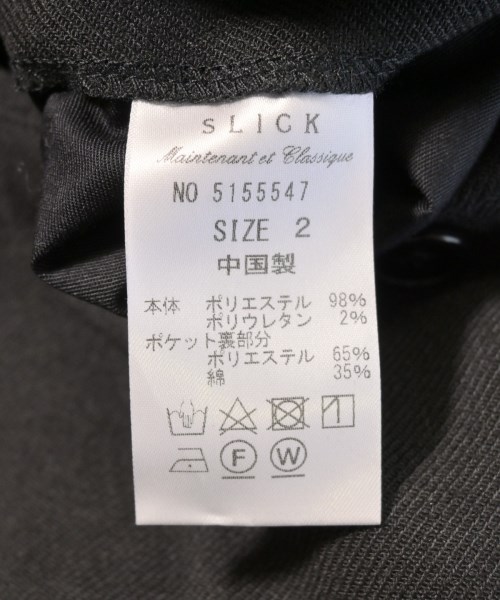 SLICK
Maintenant et Classique
NO 5155547
SIZE 2
中国製
本体 ポリエステル 98%
ポリウレタン 2%
ポケット裏部分
ポリエステル 65%
綿 35%
F W